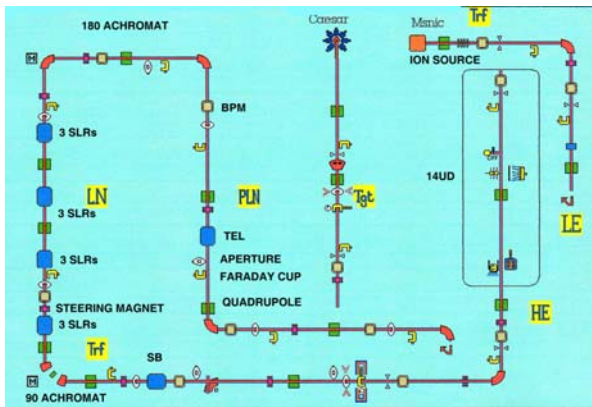 180 ACHROMAT
Caesar
Msnic
Trf
ION SOURCE
M
BPM
3 SLRs
14UD
OFF
LN
PLN
Tgt
3 SLRs
LE
TEL
APERTURE
3 SLRs
FARADAY CUP
STEERING MAGNET
QUADRUPOLE
HE
3 SLRs
Trf
SB
M
90 ACHROMAT